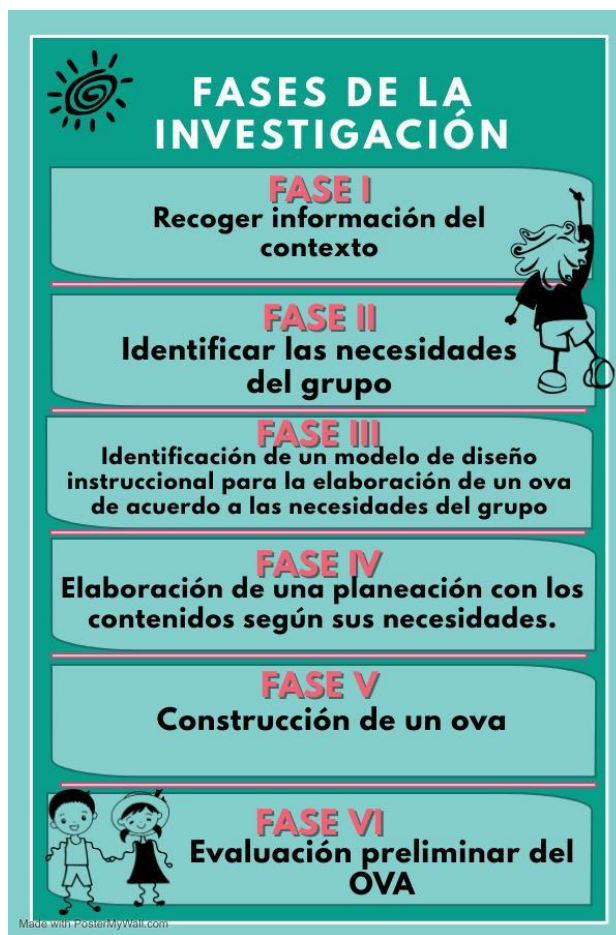 FASES DE LA
INVESTIGACIÓN
FASE I
Recoger información del
contexto
FASE II
Identificar las necesidades
del grupo
FASE III
Identificación de un modelo de diseño
instruccional para la elaboración de un ova
de acuerdo a las necesidades del grupo
FASE IV
Elaboración de una planeación con los
contenidos según sus necesidades.
FASE V
Construcción de un ova
FASE VI
Evaluación preliminar del
OVA
Made with PosterMyWall.com